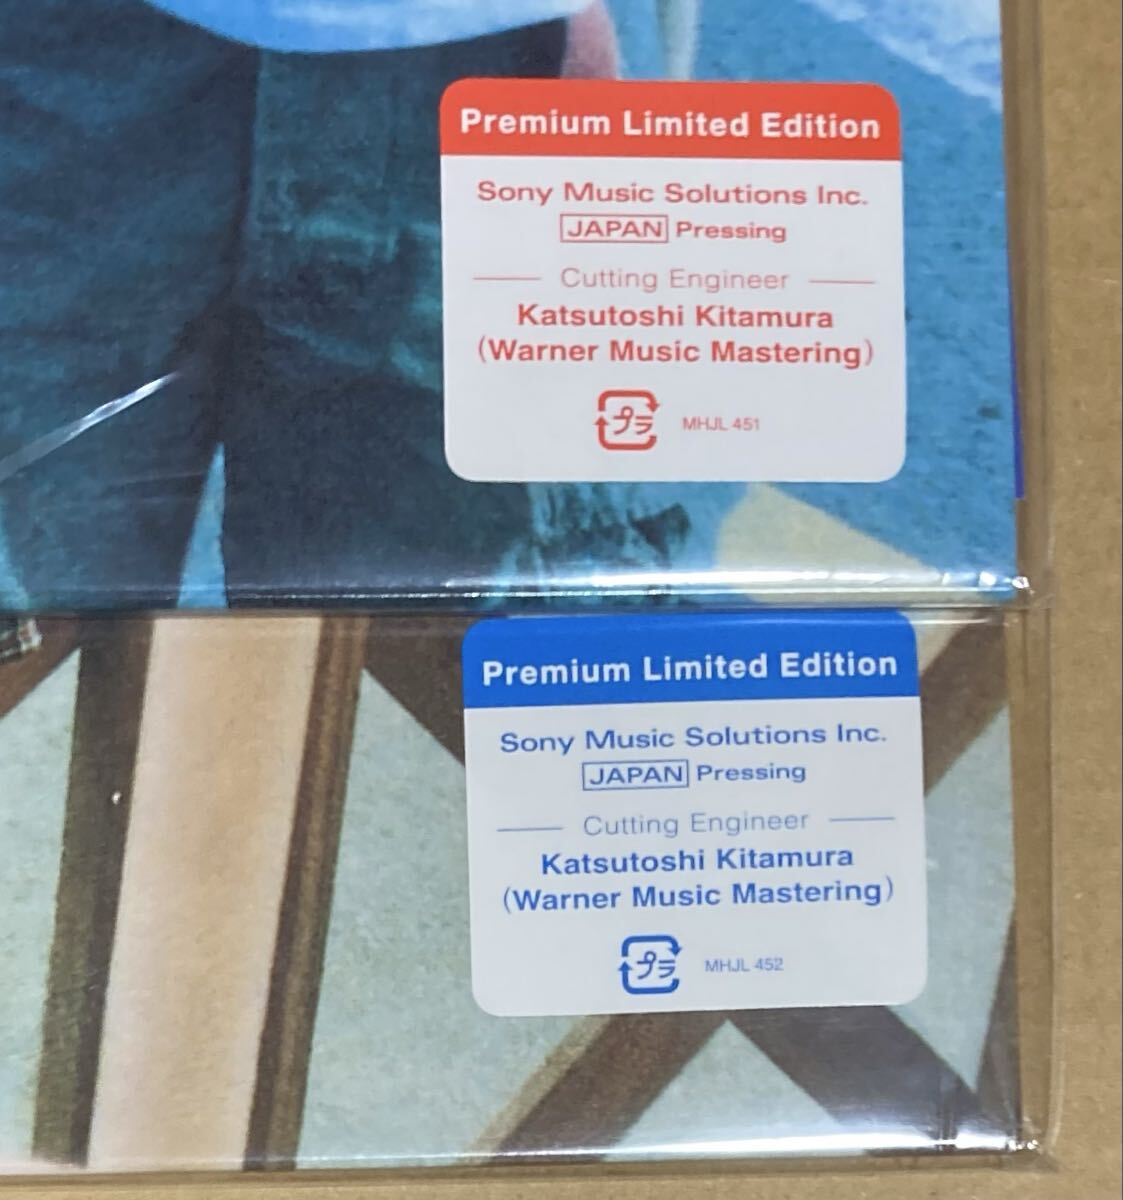 Premium Limited Edition
Sony Music Solutions Inc.
JAPAN Pressing
Cutting Engineer
Katsutoshi Kitamura
(Warner Music Mastering)
プラ MHJL 451
Premium Limited Edition
Sony Music Solutions Inc.
JAPAN Pressing
Cutting Engineer
Katsutoshi Kitamura
(Warner Music Mastering)
プラ MHJL 452